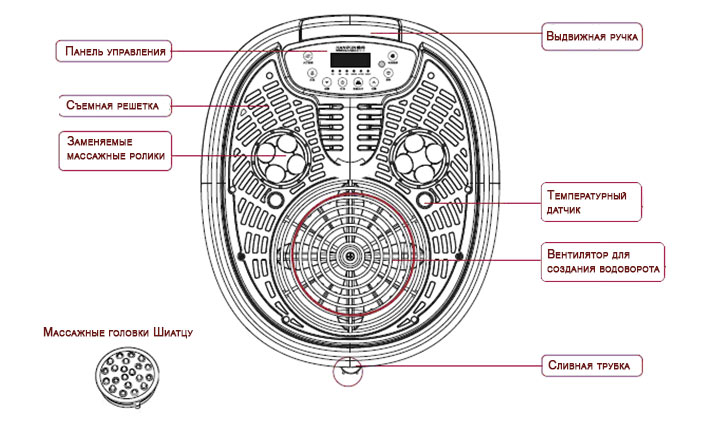 Выдвижная ручка
Панель управления
Съемная решетка
Заменяемые
массажные ролики
Температурный
датчик
Вентилятор для
создания водоворота
Массажные головки Шиатцу
Сливная трубка